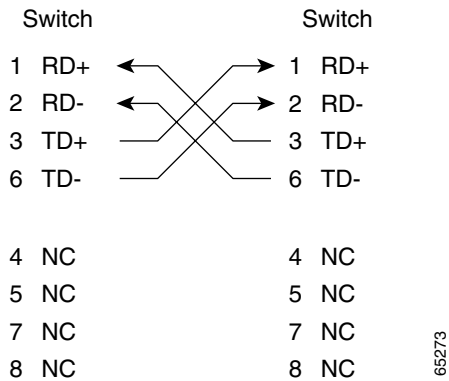 Switch Switch
1 RD+ 1 RD+
2 RD- 2 RD-
3 TD+ 3 TD+
6 TD- 6 TD-
4 NC 4 NC
5 NC 5 NC
7 NC 7 NC
8 NC 8 NC
65273